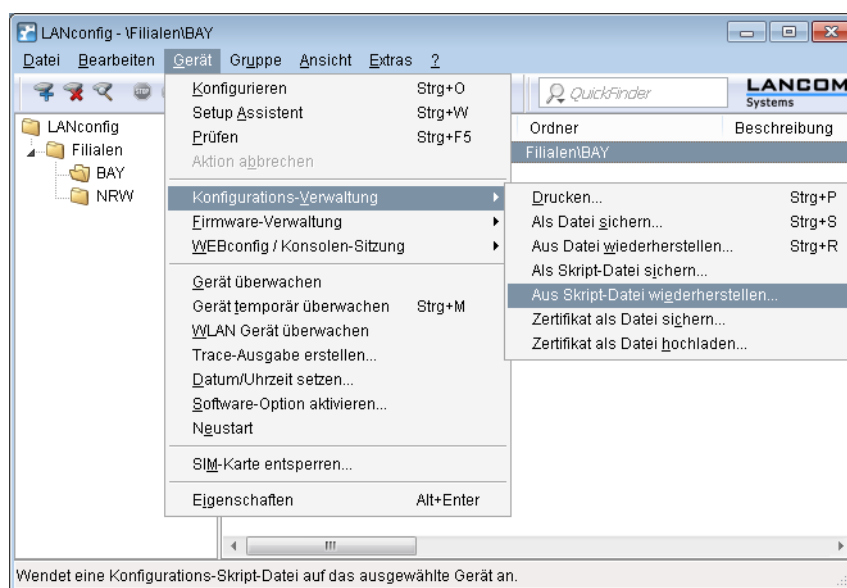 LANconfig - \Filialen\BAY
Datei Bearbeiten Gerät Gruppe Ansicht Extras ?
STOP
QuickFinder
LANCOM
Systems
LANconfig
Filialen
BAY
NRW
Ordner Beschreibung
Filialen\BAY
Konfigurieren Strg+O
Setup Assistent Strg+W
Prüfen Strg+F5
Aktion abbrechen
Konfigurations-Verwaltung
Firmware-Verwaltung
WEBconfig / Konsolen-Sitzung
Gerät überwachen
Gerät temporär überwachen Strg+M
WLAN Gerät überwachen
Trace-Ausgabe erstellen...
Datum/Uhrzeit setzen...
Software-Option aktivieren...
Neustart
SIM-Karte entsperren...
Eigenschaften Alt+Enter
Drucken... Strg+P
Als Datei sichern... Strg+S
Aus Datei wiederherstellen... Strg+R
Als Skript-Datei sichern...
Aus Skript-Datei wiederherstellen...
Zertifikat als Datei sichern...
Zertifikat als Datei hochladen...
Wendet eine Konfigurations-Skript-Datei auf das ausgewählte Gerät an.